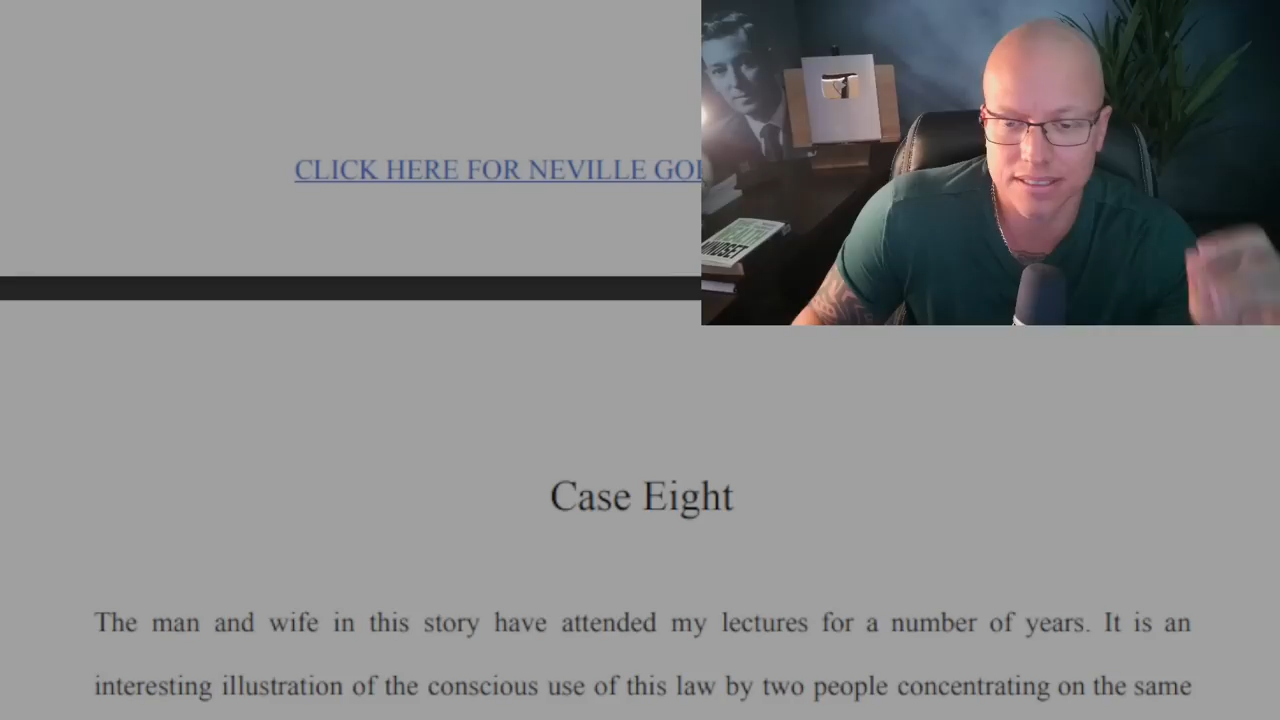 CLICK HERE FOR NEVILLE
MINDSET
Case Eight
The man and wife in this story have attended my lectures for a number of years. It is an
interesting illustration of the conscious use of this law by two people concentrating on the same